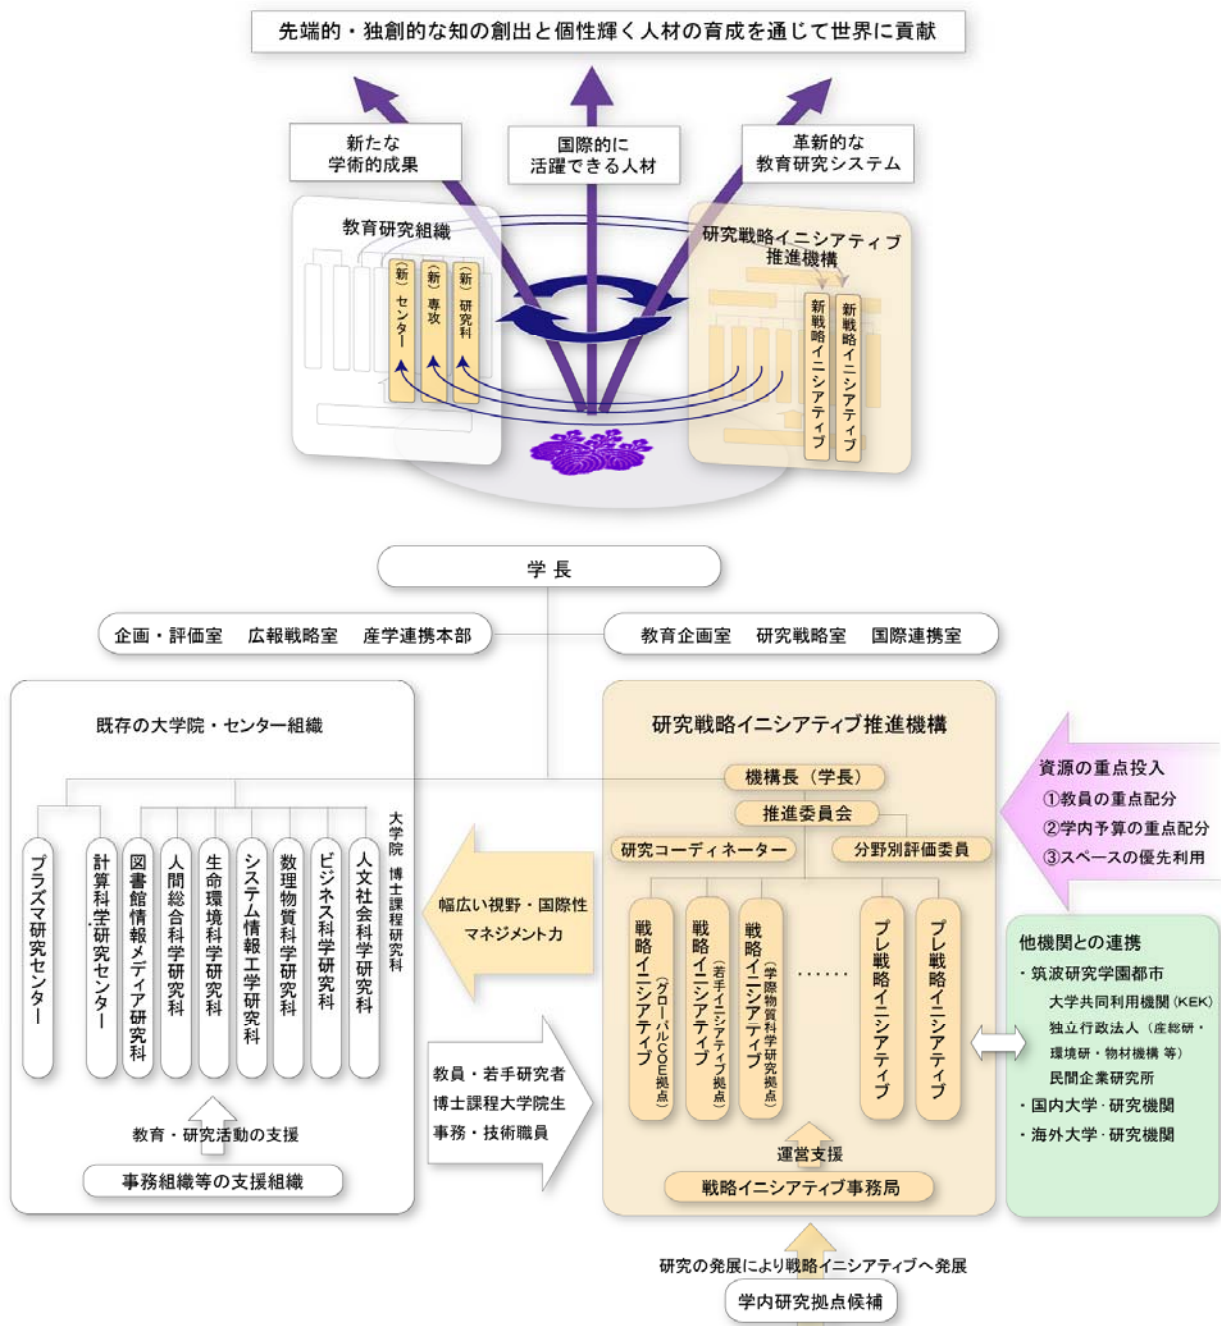 先端的・独創的な知の創出と個性輝く人材の育成を通じて世界に貢献
新たな
学術的成果
国際的に
活躍できる人材
革新的な
教育研究システム
教育研究組織
(新)センター
(新)専攻
(新)研究科
研究戦略イニシアティブ
推進機構
新戦略イニシアティブ
新戦略イニシアティブ
学 長
企画・評価室 広報戦略室 産学連携本部
教育企画室 研究戦略室 国際連携室
既存の大学院・センター組織
プラズマ研究センター
計算科学研究センター
図書館情報メディア研究科
人間総合科学研究科
生命環境科学研究科
システム情報工学研究科
数理物質科学研究科
ビジネス科学研究科
人文社会科学研究科
大学院 博士課程研究科
教育・研究活動の支援
事務組織等の支援組織
幅広い視野・国際性
マネジメント力
教員・若手研究者
博士課程大学院生
事務・技術職員
研究戦略イニシアティブ推進機構
機構長(学長)
推進委員会
研究コーディネーター
分野別評価委員
戦略イニシアティブ
(グローバルCOE拠点)
戦略イニシアティブ
(若手イニシアティブ拠点)
戦略イニシアティブ
(学際物質科学研究拠点)
……
プレ戦略イニシアティブ
プレ戦略イニシアティブ
運営支援
戦略イニシアティブ事務局
資源の重点投入
①教員の重点配分
②学内予算の重点配分
③スペースの優先利用
他機関との連携
・筑波研究学園都市
大学共同利用機関(KEK)
独立行政法人(産総研・
環境研・物材機構 等)
民間企業研究所
・国内大学・研究機関
・海外大学・研究機関
研究の発展により戦略イニシアティブへ発展
学内研究拠点候補